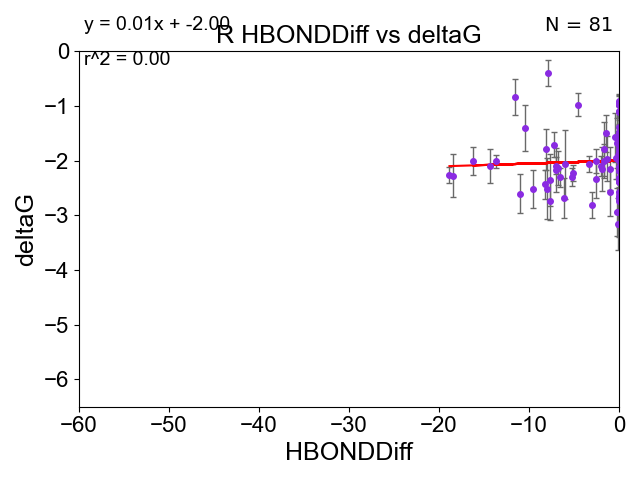 y = 0.01x + -2.00
N = 81
R HBONDDiff vs deltaG
r^2 = 0.00
0
−1
−2
−3
−4
−5
−6
deltaG
−60 −50 −40 −30 −20 −10 0
HBONDDiff